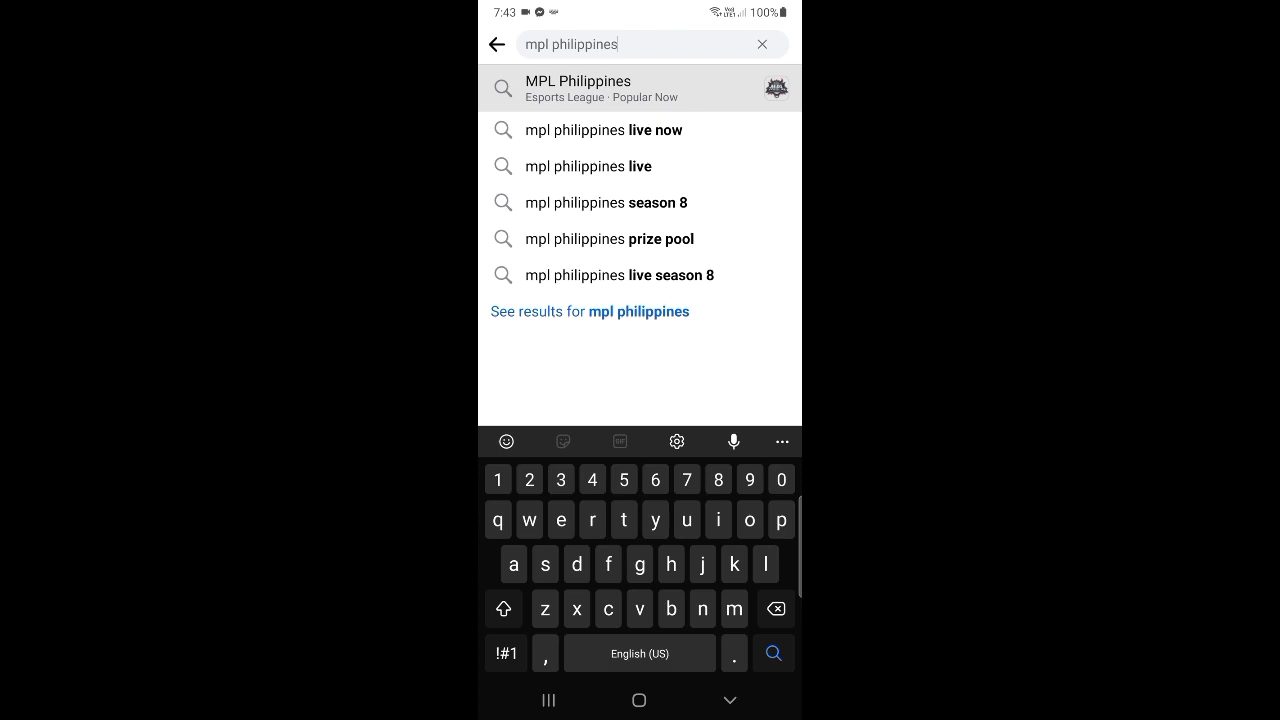 7:43 100%
mpl philippines
MPL Philippines
Esports League · Popular Now
mpl philippines live now
mpl philippines live
mpl philippines season 8
mpl philippines prize pool
mpl philippines live season 8
See results for mpl philippines
GIF
1 2 3 4 5 6 7 8 9 0
q w e r t y u i o p
a s d f g h j k l
z x c v b n m
!#1 , English (US) .